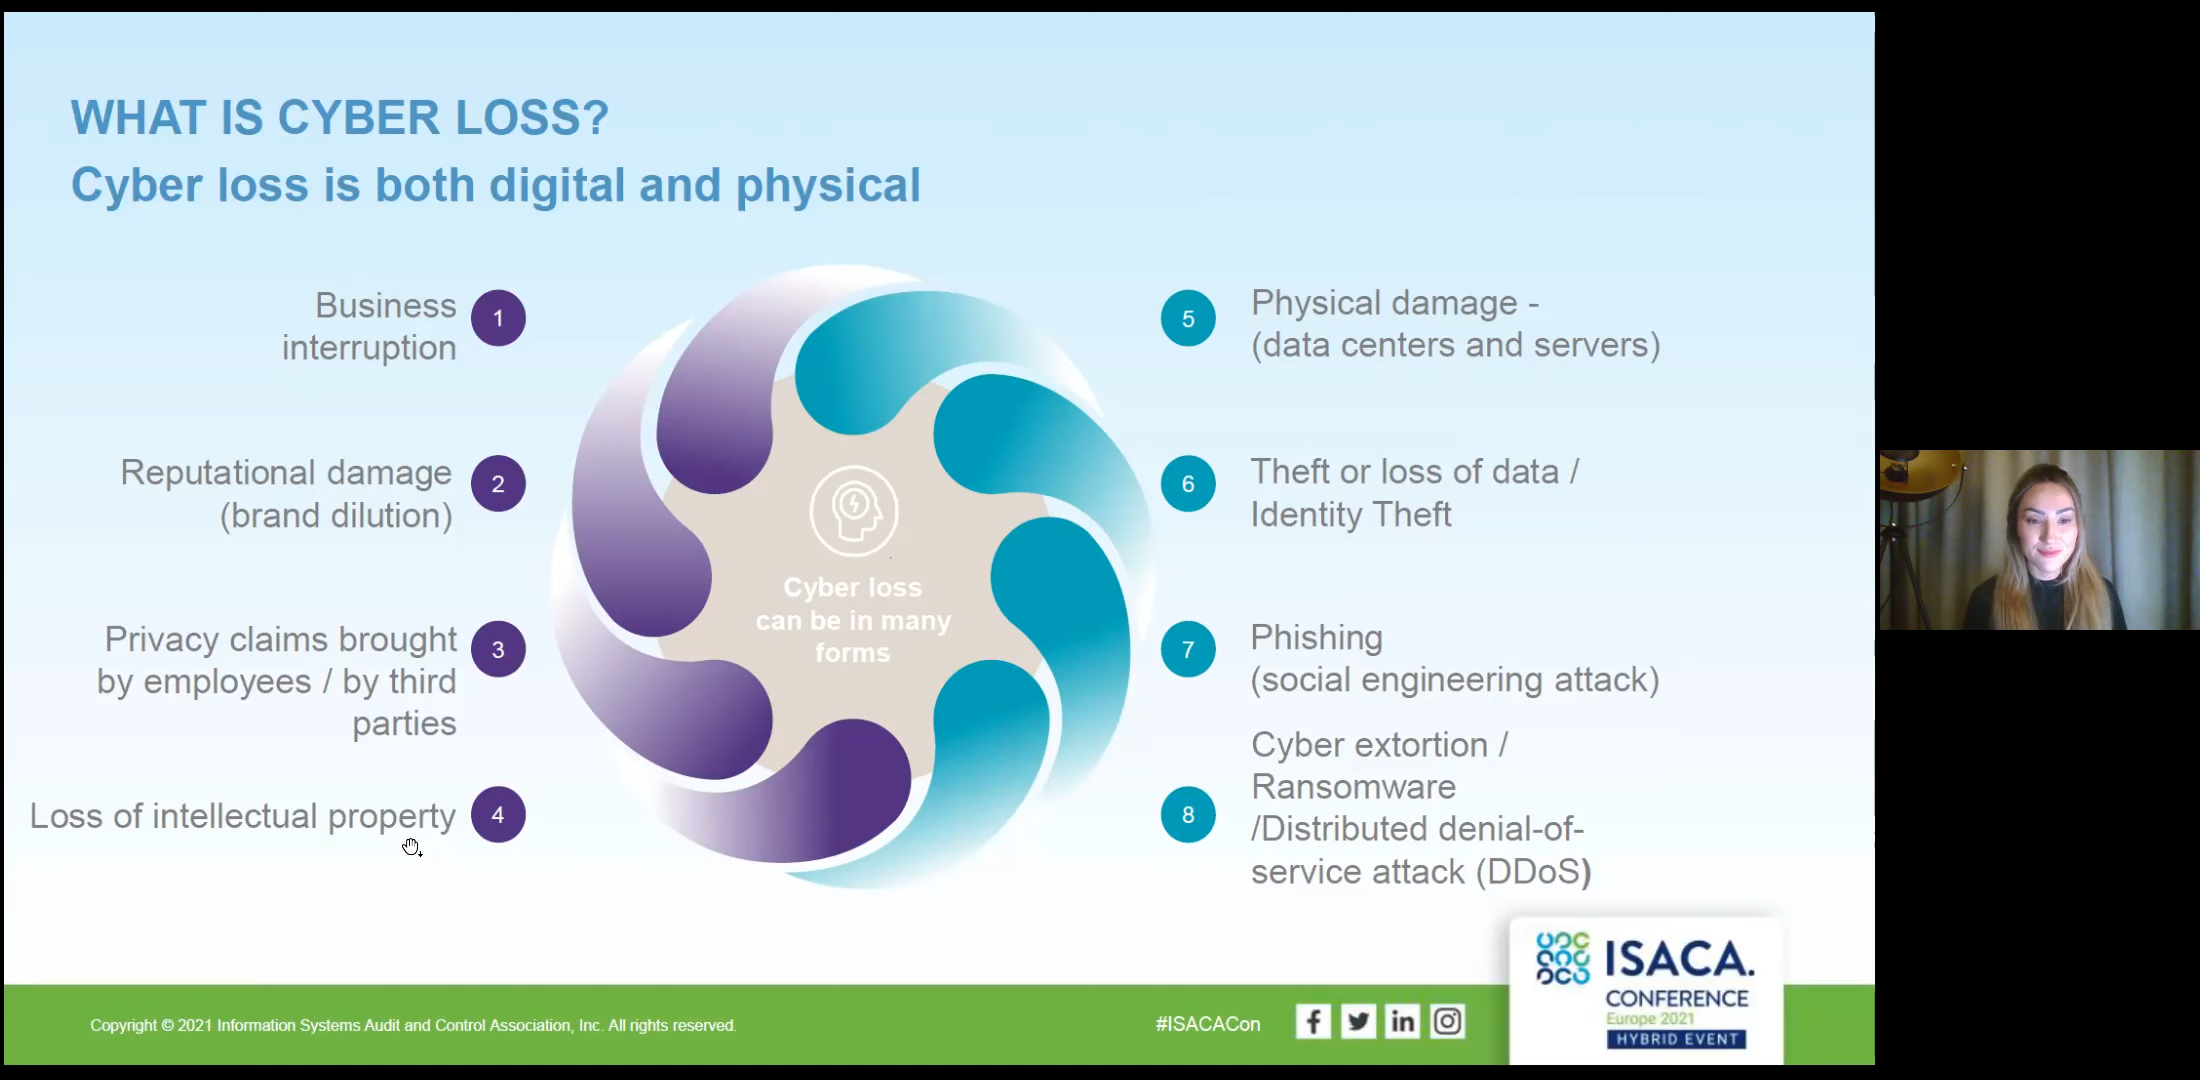 WHAT IS CYBER LOSS?
Cyber loss is both digital and physical
Business
interruption
1
Reputational damage
(brand dilution)
2
Privacy claims brought
by employees / by third
parties
3
Loss of intellectual property
4
Cyber loss
can be in many
forms
5
Physical damage -
(data centers and servers)
6
Theft or loss of data /
Identity Theft
7
Phishing
(social engineering attack)
8
Cyber extortion /
Ransomware
/Distributed denial-of-
service attack (DDoS)
Copyright © 2021 Information Systems Audit and Control Association, Inc. All rights reserved.
#ISACACon
ISACA.
CONFERENCE
Europe 2021
HYBRID EVENT